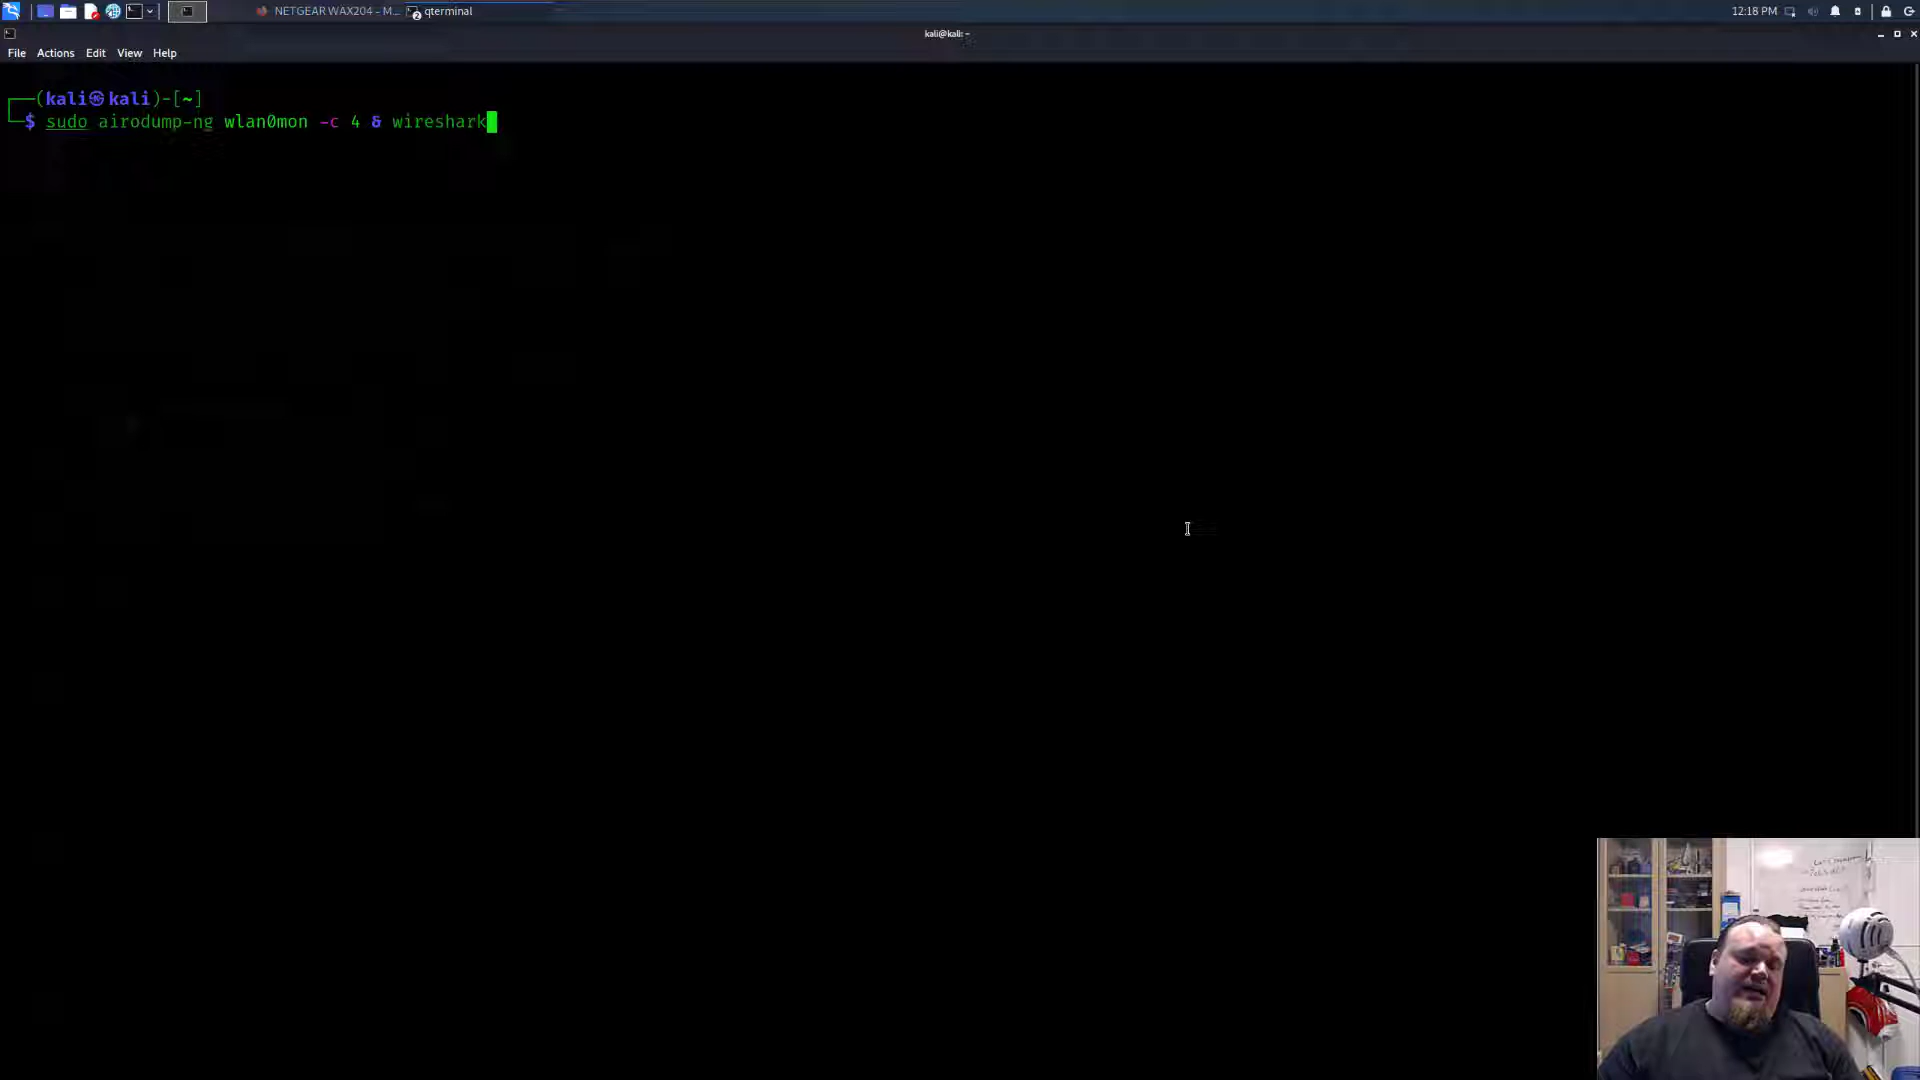 NETGEAR WAX204 – M...
qterminal
12:18 PM
kali@kali: ~
File Actions Edit View Help
(kali㉿kali)-[~]
$ sudo airodump-ng wlan0mon -c 4 & wireshark